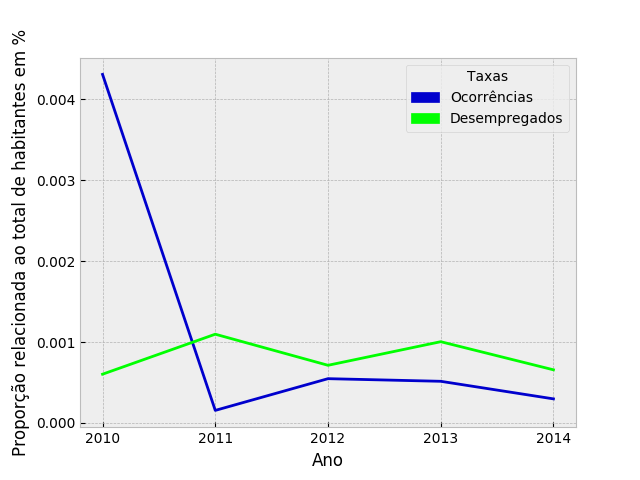 Proporção relacionada ao total de habitantes em %
0.004
0.003
0.002
0.001
0.000
Taxas
Ocorrências
Desempregados
2010 2011 2012 2013 2014
Ano